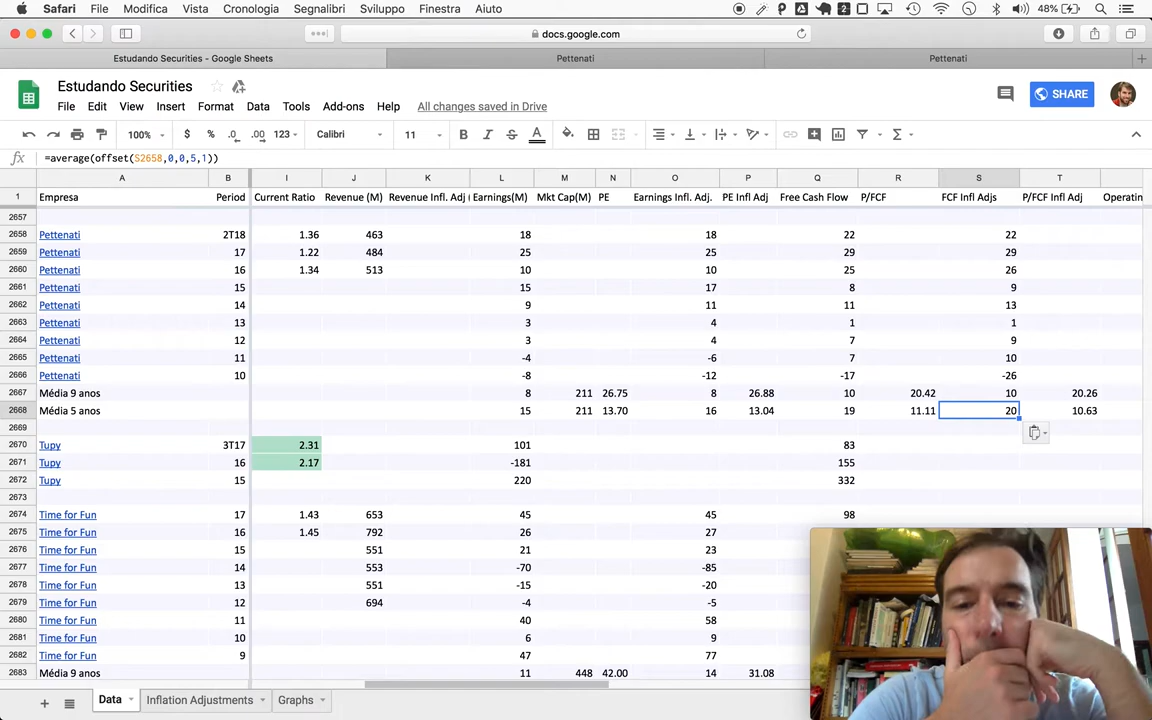 Safari File Modifica Vista Cronologia Segnalibri Sviluppo Finestra Aiuto 2 48%
docs.google.com
Estudando Securities - Google Sheets Pettenati Pettenati
Estudando Securities
File Edit View Insert Format Data Tools Add-ons Help All changes saved in Drive SHARE
100% $ % .0 .00 123 Calibri 11 B I S A
fx =average(offset(S2658,0,0,5,1))
A B I J K L M N O P Q R S T
1 Empresa Period Current Ratio Revenue (M) Revenue Infl. Adj ( Earnings(M) Mkt Cap(M) PE Earnings Infl. Adj. PE Infl Adj Free Cash Flow P/FCF FCF Infl Adjs P/FCF Infl Adj Operatin
2657
2658 Pettenati 2T18 1.36 463 18 18 22 22
2659 Pettenati 17 1.22 484 25 25 29 29
2660 Pettenati 16 1.34 513 10 10 25 26
2661 Pettenati 15 15 17 8 9
2662 Pettenati 14 9 11 11 13
2663 Pettenati 13 3 4 1 1
2664 Pettenati 12 3 4 7 9
2665 Pettenati 11 -4 -6 7 10
2666 Pettenati 10 -8 -12 -17 -26
2667 Média 9 anos 8 211 26.75 8 26.88 10 20.42 10 20.26
2668 Média 5 anos 15 211 13.70 16 13.04 19 11.11 20 10.63
2669
2670 Tupy 3T17 2.31 101 83
2671 Tupy 16 2.17 -181 155
2672 Tupy 15 220 332
2673
2674 Time for Fun 17 1.43 653 45 45 98
2675 Time for Fun 16 1.45 792 26 27
2676 Time for Fun 15 551 21 23
2677 Time for Fun 14 553 -70 -85
2678 Time for Fun 13 551 -15 -20
2679 Time for Fun 12 694 -4 -5
2680 Time for Fun 11 40 58
2681 Time for Fun 10 6 9
2682 Time for Fun 9 47 77
2683 Média 9 anos 11 448 42.00 14 31.08
Data Inflation Adjustments Graphs